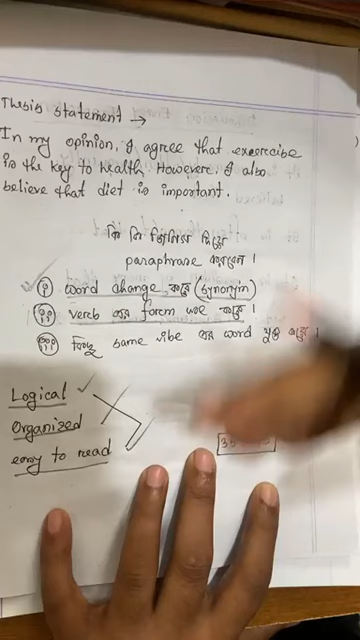 Thesis statement →
In my opinion, I agree that excercise
is the key to health. However, I also
believe that diet is important.
কি কি জিনিস দিয়ে
paraphrase করবেন।
(i) word change করে (synonym)
(ii) verb এর form change করে।
(iii) কিছু same vibe এর word যুক্ত করে।
Logical ✓
Organized
easy to read